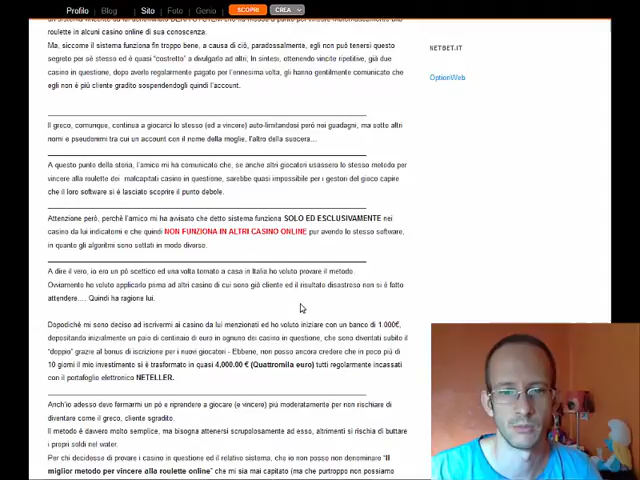 Profilo Blog Sito Foto Genio SCOPRI CREA
roulette in alcuni casino online di sua conoscenza.
Ma, siccome il sistema funziona fin troppo bene, a causa di ciò, paradossalmente, egli non può tenersi questo
segreto per sè stesso ed è quasi “costretto” a divulgarlo ad altri; In sintesi, ottenendo vincite ripetitive, già due
casino in questione, dopo averlo regolarmente pagato per l'ennesima volta, gli hanno gentilmente comunicato che
egli non è più cliente gradito sospendendogli quindi l'account.
NETBET.IT
OptionWeb
Il greco, comunque, continua a giocarci lo stesso (ed a vincere) auto-limitandosi però nei guadagni, ma sotto altri
nomi e pseudonimi tra cui un account con il nome della moglie, l'altro della suocera…
A questo punto della storia, l'amico mi ha comunicato che, se anche altri giocatori usassero lo stesso metodo per
vincere alla roulette dei malcapitati casino in questione, sarebbe quasi impossibile per i gestori del gioco capire
che il loro software si è lasciato scoprire il punto debole.
Attenzione però, perchè l'amico mi ha avvisato che detto sistema funziona SOLO ED ESCLUSIVAMENTE nei
casino da lui indicatomi e che quindi NON FUNZIONA IN ALTRI CASINO ONLINE pur avendo lo stesso software,
in quanto gli algoritmi sono settati in modo diverso.
A dire il vero, io ero un pò scettico ed una volta tornato a casa in Italia ho voluto provare il metodo.
Ovviamento ho voluto applicarlo prima ad altri casino di cui sono già cliente ed il risultato disastroso non si è fatto
attendere…. Quindi ha ragione lui.
Dopodiché mi sono deciso ad iscrivermi ai casino da lui menzionati ed ho voluto iniziare con un banco di 1.000€,
depositando inizialmente un paio di centinaio di euro in ognuno dei casino in questione, che sono diventati subito il
“doppio” grazie al bonus di iscrizione per i nuovi giocatori - Ebbene, non posso ancora credere che in poco più di
10 giorni il mio investimento si è trasformato in quasi 4,000.00 € (Quattromila euro) tutti regolarmente incassati
con il portafoglio elettronico NETELLER.
Anch'io adesso devo fermarmi un pò e riprendere a giocare (e vincere) più moderatamente per non rischiare di
diventare come il greco, cliente sgradito.
Il metodo è davvero molto semplice, ma bisogna attenersi scrupolosamente ad esso, altrimenti si rischia di buttare
i propri soldi nel water.
Per chi decidesse di provare i casino in questione ed il relativo sistema, che io non posso non denominare “Il
miglior metodo per vincere alla roulette online” che mi sia mai capitato (ma che purtroppo non possiamo